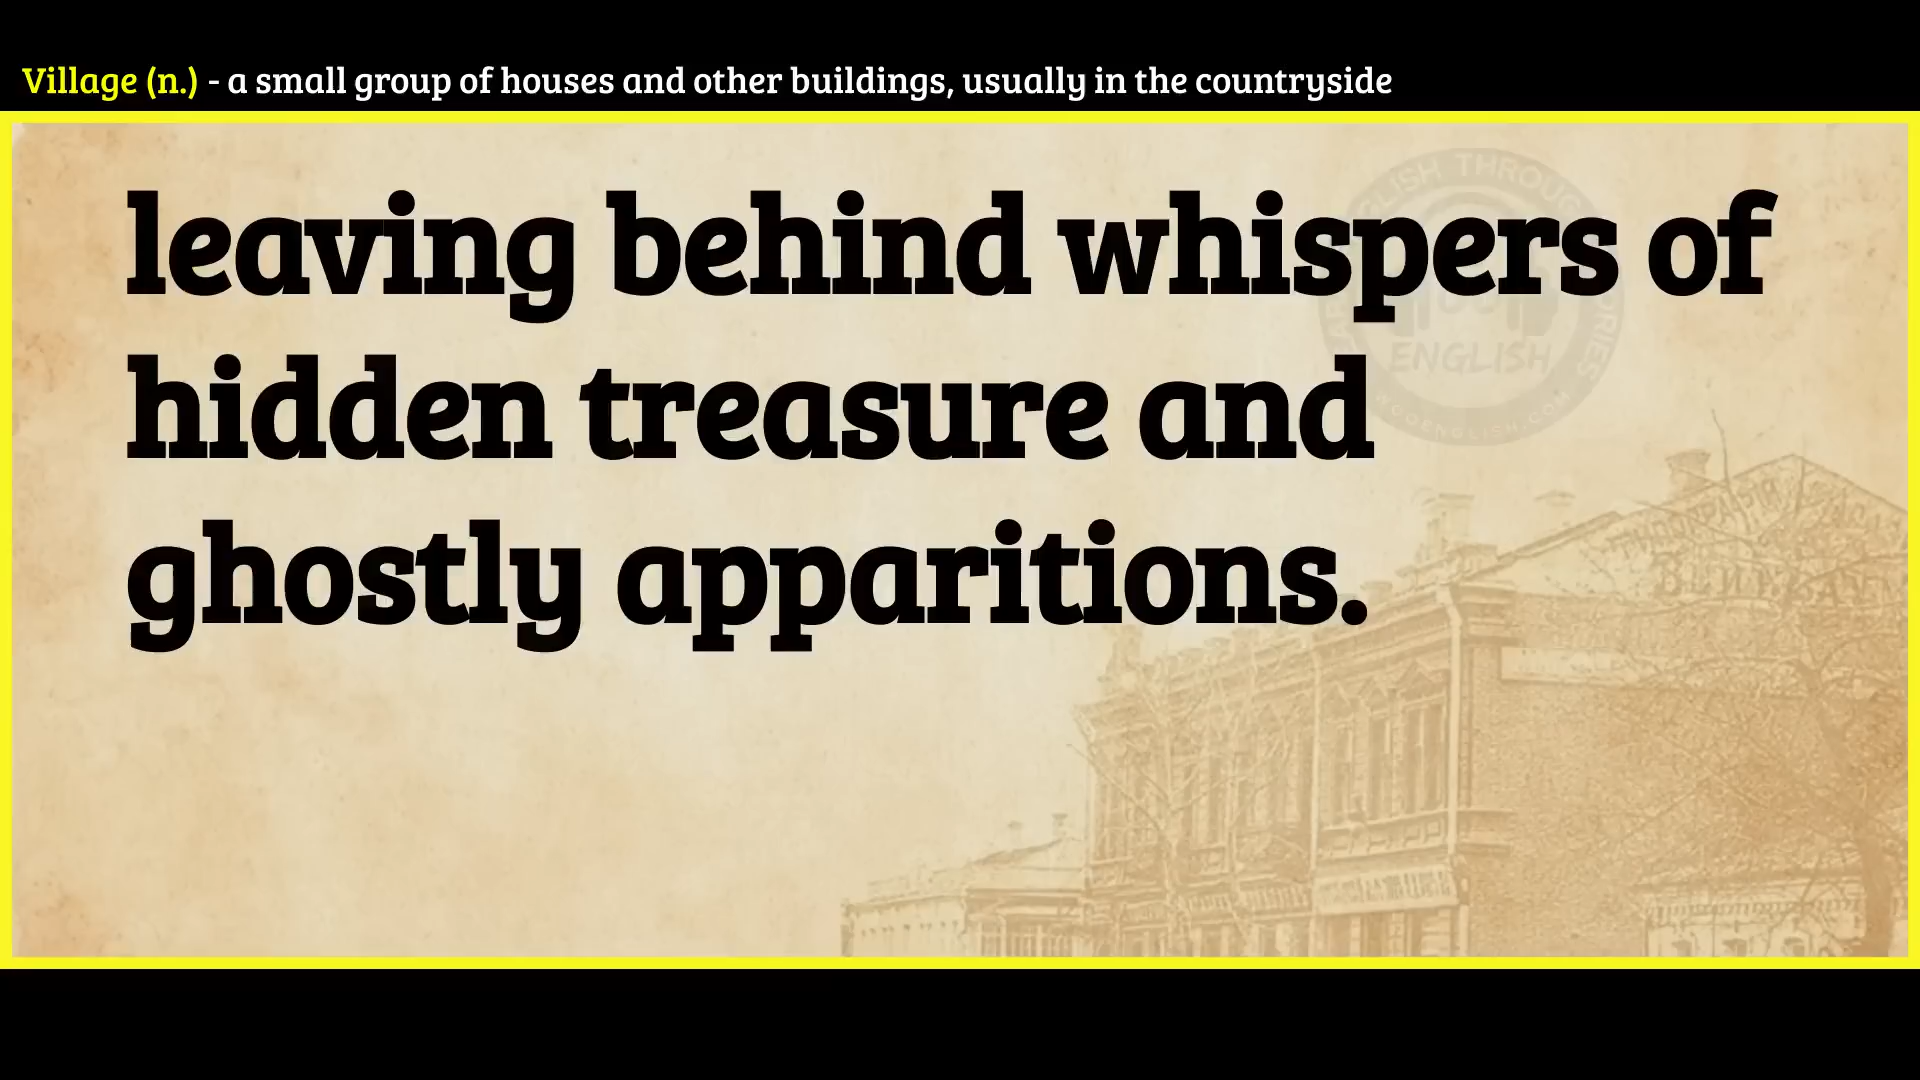 Village (n.) - a small group of houses and other buildings, usually in the countryside
leaving behind whispers of
hidden treasure and
ghostly apparitions.
ENGLISH